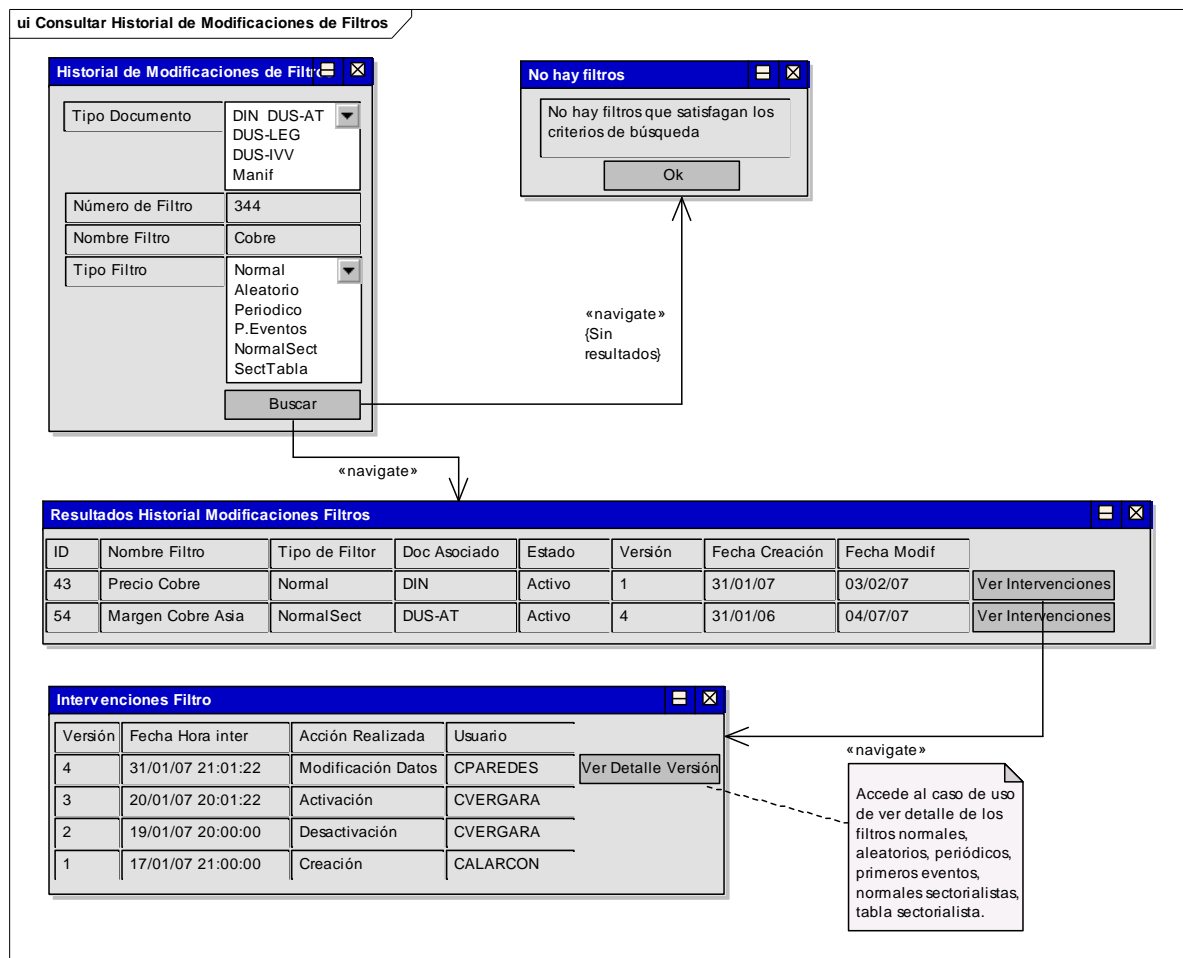 ui Consultar Historial de Modificaciones de Filtros
Historial de Modificaciones de Filtro
Tipo Documento
DIN DUS-AT
DUS-LEG
DUS-IVV
Manif
Número de Filtro 344
Nombre Filtro Cobre
Tipo Filtro
Normal
Aleatorio
Periodico
P.Eventos
NormalSect
SectTabla
Buscar
No hay filtros
No hay filtros que satisfagan los
criterios de búsqueda
Ok
«navigate»
{Sin
resultados}
«navigate»
Resultados Historial Modificaciones Filtros
ID Nombre Filtro Tipo de Filtor Doc Asociado Estado Versión Fecha Creación Fecha Modif
43 Precio Cobre Normal DIN Activo 1 31/01/07 03/02/07 Ver Intervenciones
54 Margen Cobre Asia NormalSect DUS-AT Activo 4 31/01/06 04/07/07 Ver Intervenciones
Intervenciones Filtro
Versión Fecha Hora inter Acción Realizada Usuario
4 31/01/07 21:01:22 Modificación Datos CPAREDES Ver Detalle Versión
3 20/01/07 20:01:22 Activación CVERGARA
2 19/01/07 20:00:00 Desactivación CVERGARA
1 17/01/07 21:00:00 Creación CALARCON
«navigate»
Accede al caso de uso
de ver detalle de los
filtros normales,
aleatorios, periódicos,
primeros eventos,
normales sectorialistas,
tabla sectorialista.